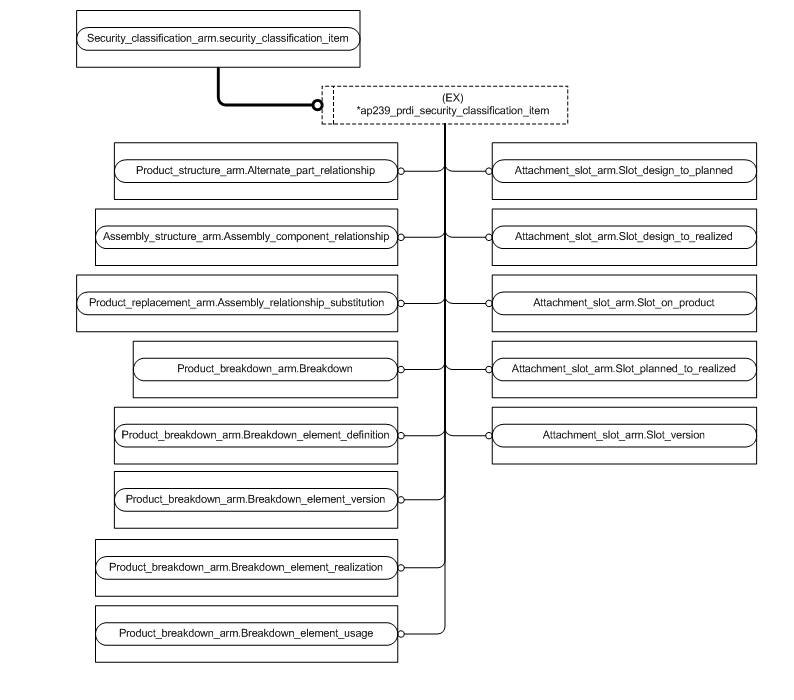 Security_classification_arm.security_classification_item
(EX)
*ap239_prdi_security_classification_item
Product_structure_arm.Alternate_part_relationship
Attachment_slot_arm.Slot_design_to_planned
Assembly_structure_arm.Assembly_component_relationship
Attachment_slot_arm.Slot_design_to_realized
Product_replacement_arm.Assembly_relationship_substitution
Attachment_slot_arm.Slot_on_product
Product_breakdown_arm.Breakdown
Attachment_slot_arm.Slot_planned_to_realized
Product_breakdown_arm.Breakdown_element_definition
Attachment_slot_arm.Slot_version
Product_breakdown_arm.Breakdown_element_version
Product_breakdown_arm.Breakdown_element_realization
Product_breakdown_arm.Breakdown_element_usage